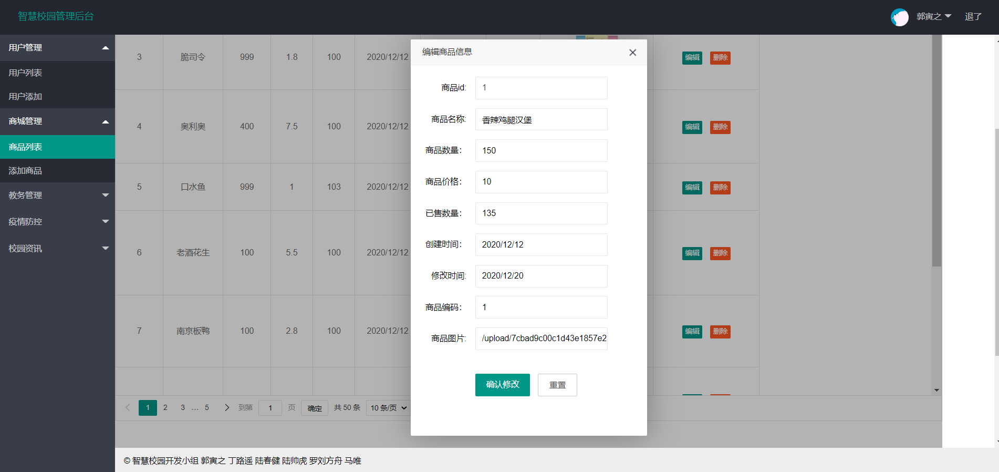 智慧校园管理后台
郭寅之
退了
用户管理
用户列表
用户添加
商城管理
商品列表
添加商品
教务管理
疫情防控
校园资讯
3 脆司令 999 1.8 100 2020/12/12 编辑 删除
4 奥利奥 400 7.5 100 2020/12/12 编辑 删除
5 口水鱼 999 1 103 2020/12/12 编辑 删除
6 老酒花生 100 5.5 100 2020/12/12 编辑 删除
7 南京板鸭 100 2.8 100 2020/12/12 编辑 删除
1 2 3 … 5 到第 1 页 确定 共 50 条 10 条/页
编辑商品信息
商品id: 1
商品名称: 香辣鸡腿汉堡
商品数量: 150
商品价格: 10
已售数量: 135
创建时间: 2020/12/12
修改时间: 2020/12/20
商品编码: 1
商品图片: /upload/7cbad9c00c1d43e1857e2
确认修改 重置
© 智慧校园开发小组 郭寅之 丁路遥 陆春健 陆帅虎 罗刘方舟 马唯